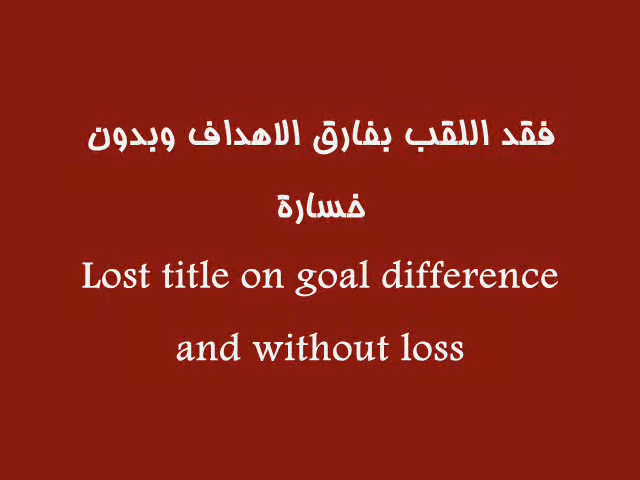 فقد اللقب بفارق الاهداف وبدون
خسارة
Lost title on goal difference
and without loss